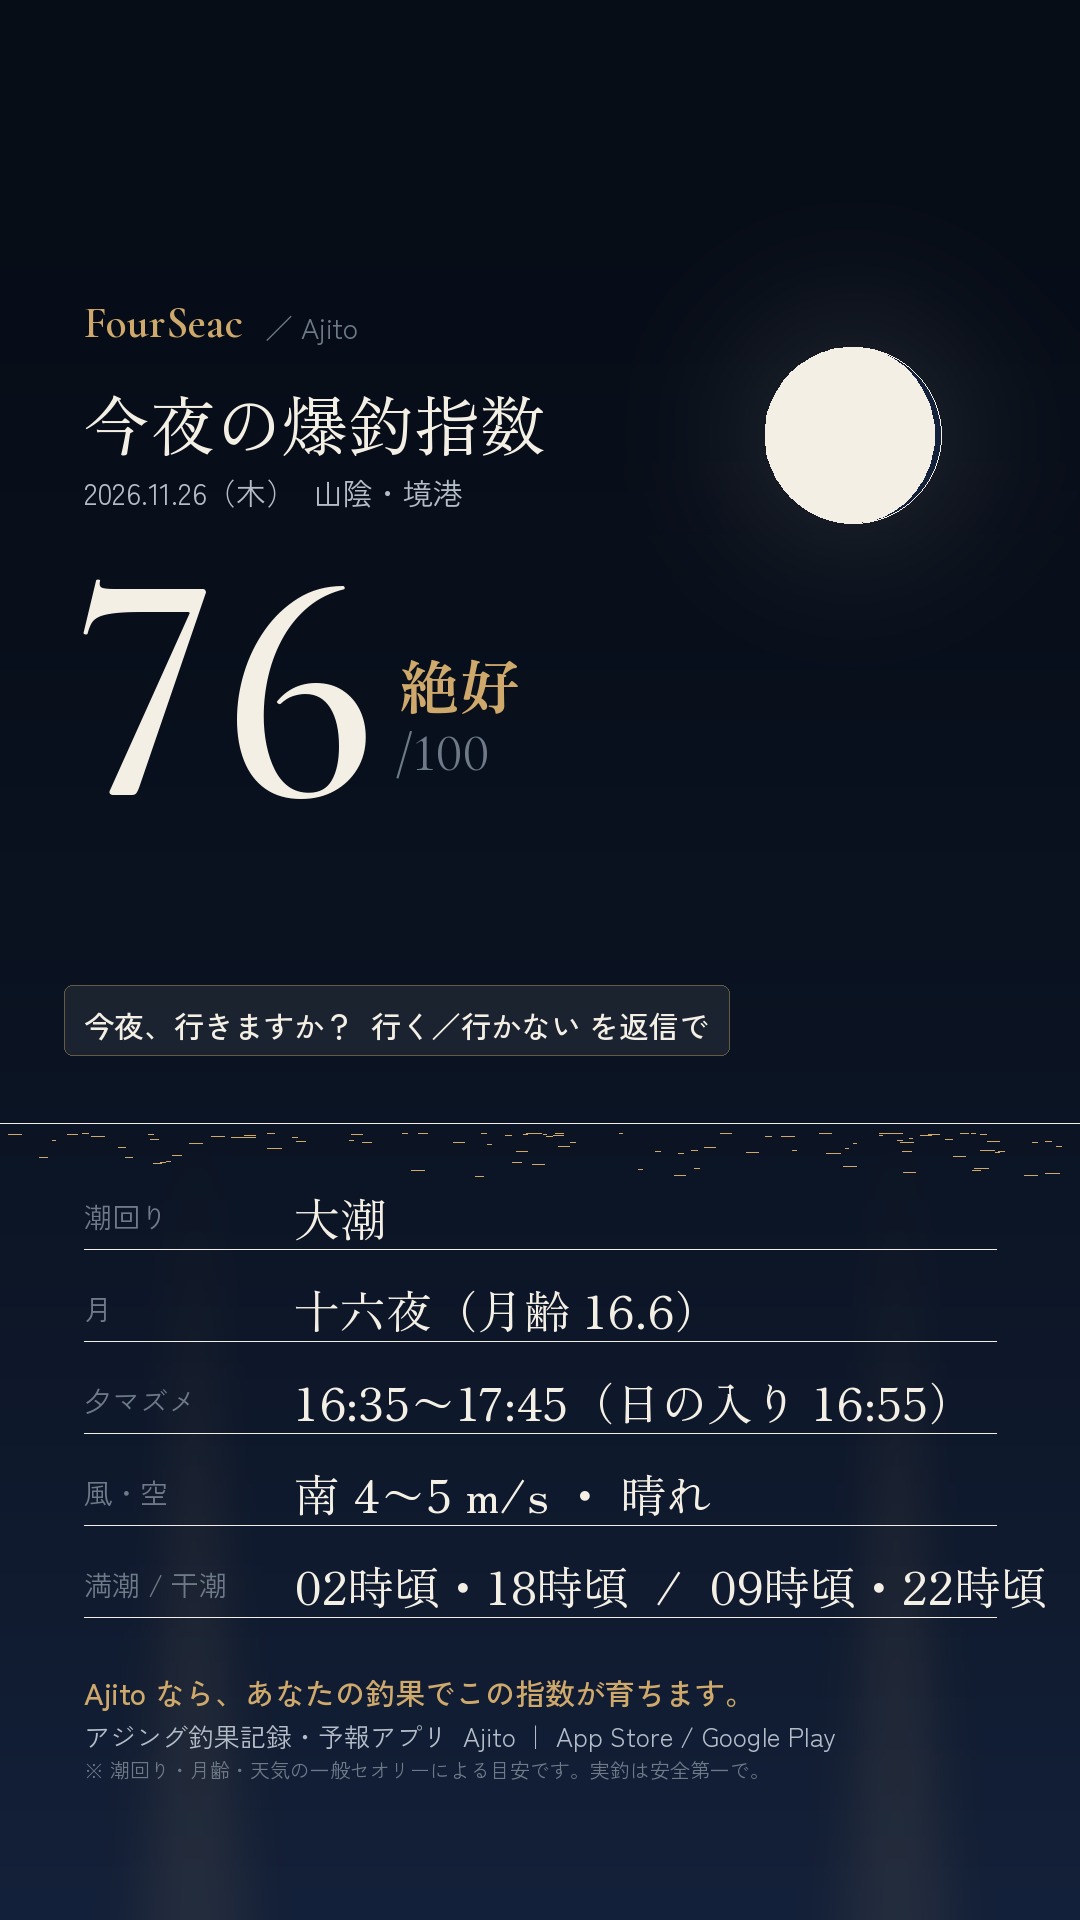 FourSeac ／ Ajito
今夜の爆釣指数
2026.11.26（木） 山陰・境港
76 絶好
/100
今夜、行きますか？ 行く／行かない を返信で
潮回り 大潮
月 十六夜（月齢 16.6）
夕マズメ 16:35〜17:45（日の入り 16:55）
風・空 南 4〜5 m/s ・ 晴れ
満潮 / 干潮 02時頃・18時頃 / 09時頃・22時頃
Ajito なら、あなたの釣果でこの指数が育ちます。
アジング釣果記録・予報アプリ Ajito ｜ App Store / Google Play
※ 潮回り・月齢・天気の一般セオリーによる目安です。実釣は安全第一で。